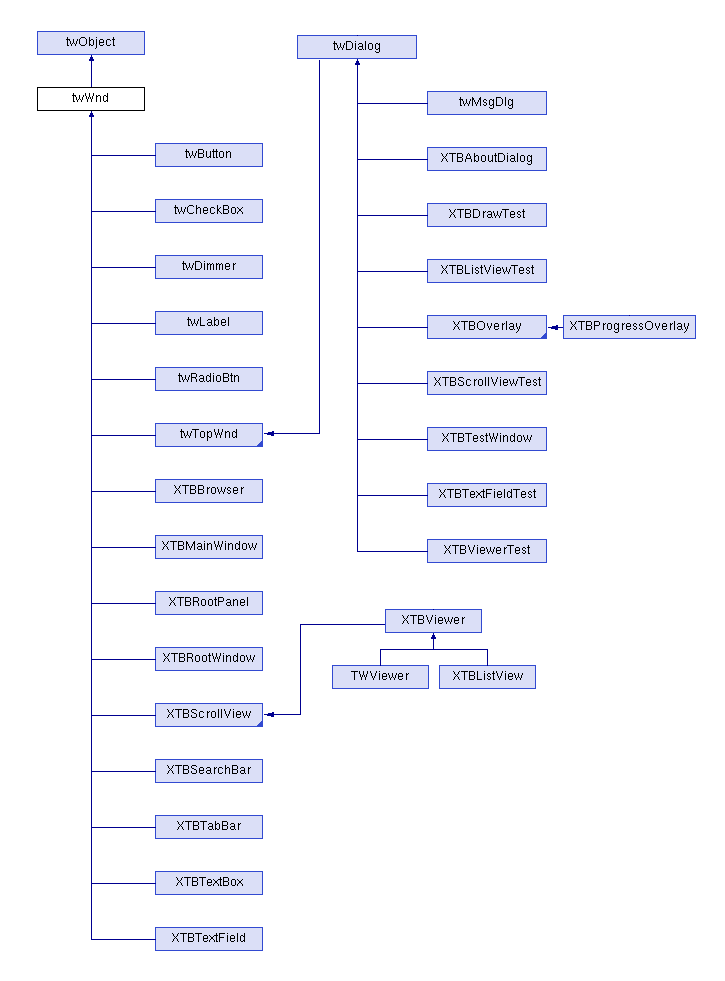 twObject
twDialog
twWnd
twMsgDlg
twButton
XTBAboutDialog
twCheckBox
XTBDrawTest
twDimmer
XTBListViewTest
twLabel
XTBOverlay
XTBProgressOverlay
twRadioBtn
XTBScrollViewTest
twTopWnd
XTBTestWindow
XTBBrowser
XTBTextFieldTest
XTBMainWindow
XTBViewerTest
XTBRootPanel
XTBViewer
XTBRootWindow
TWViewer
XTBListView
XTBScrollView
XTBSearchBar
XTBTabBar
XTBTextBox
XTBTextField